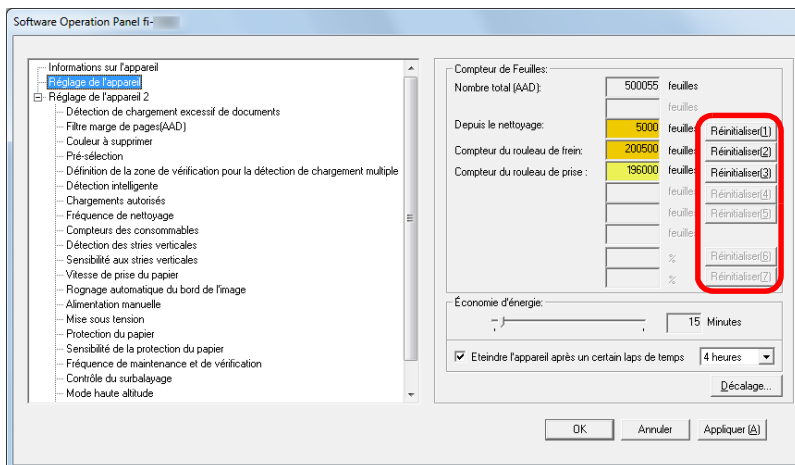 Software Operation Panel fi-
Informations sur l'appareil
Réglage de l'appareil
Réglage de l'appareil 2
Détection de chargement excessif de documents
Filtre marge de pages(AAD)
Couleur à supprimer
Pré-sélection
Définition de la zone de vérification pour la détection de chargement multiple
Détection intelligente
Chargements autorisés
Fréquence de nettoyage
Compteurs des consommables
Détection des stries verticales
Sensibilité aux stries verticales
Vitesse de prise du papier
Rognage automatique du bord de l'image
Alimentation manuelle
Mise sous tension
Protection du papier
Sensibilité de la protection du papier
Fréquence de maintenance et de vérification
Contrôle du surbalayage
Mode haute altitude
Compteur de Feuilles:
Nombre total (AAD): 500055 feuilles
feuilles
Depuis le nettoyage: 5000 feuilles Réinitialiser(1)
Compteur du rouleau de frein: 200500 feuilles Réinitialiser(2)
Compteur du rouleau de prise : 196000 feuilles Réinitialiser(3)
feuilles Réinitialiser(4)
feuilles Réinitialiser(5)
feuilles
% Réinitialiser(6)
% Réinitialiser(7)
Économie d'énergie:
15 Minutes
Eteindre l'appareil après un certain laps de temps 4 heures
Décalage...
OK Annuler Appliquer (A)